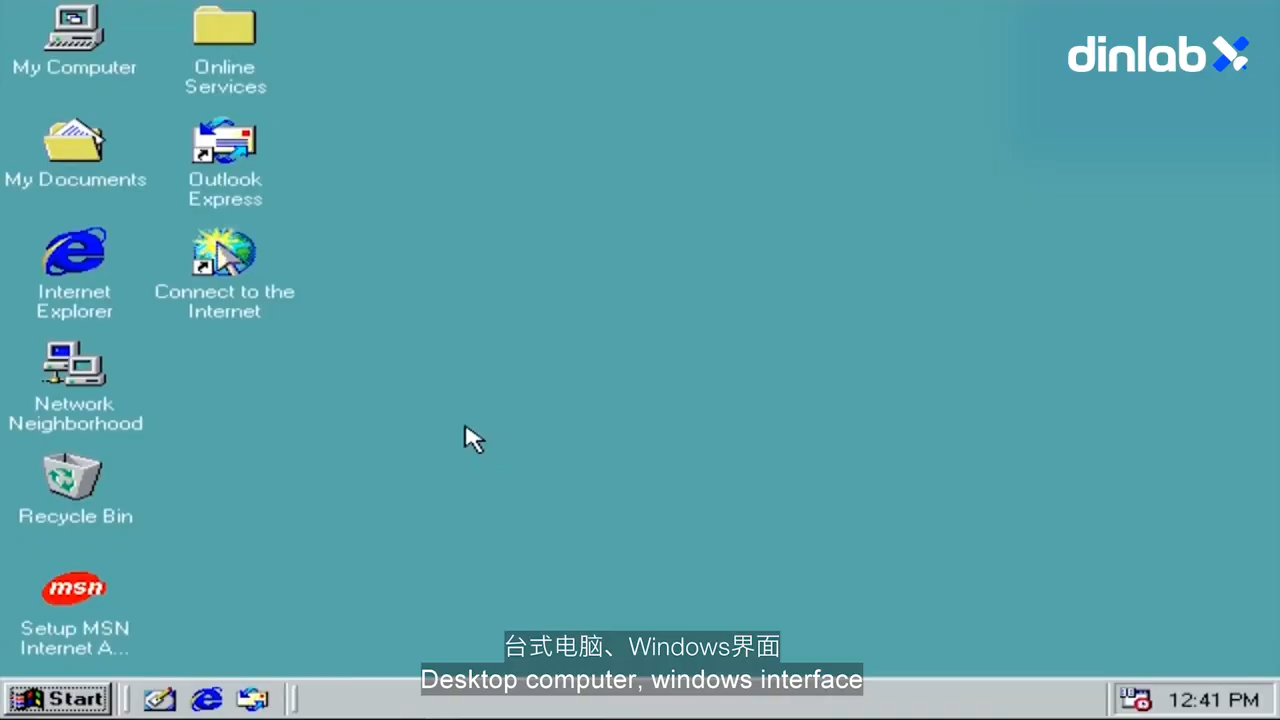 My Computer
Online
Services
dinlab
My Documents
Outlook
Express
Internet
Explorer
Connect to the
Internet
Network
Neighborhood
Recycle Bin
msn
Setup MSN
Internet A...
台式电脑、Windows界面
Desktop computer, windows interface
Start
12:41 PM